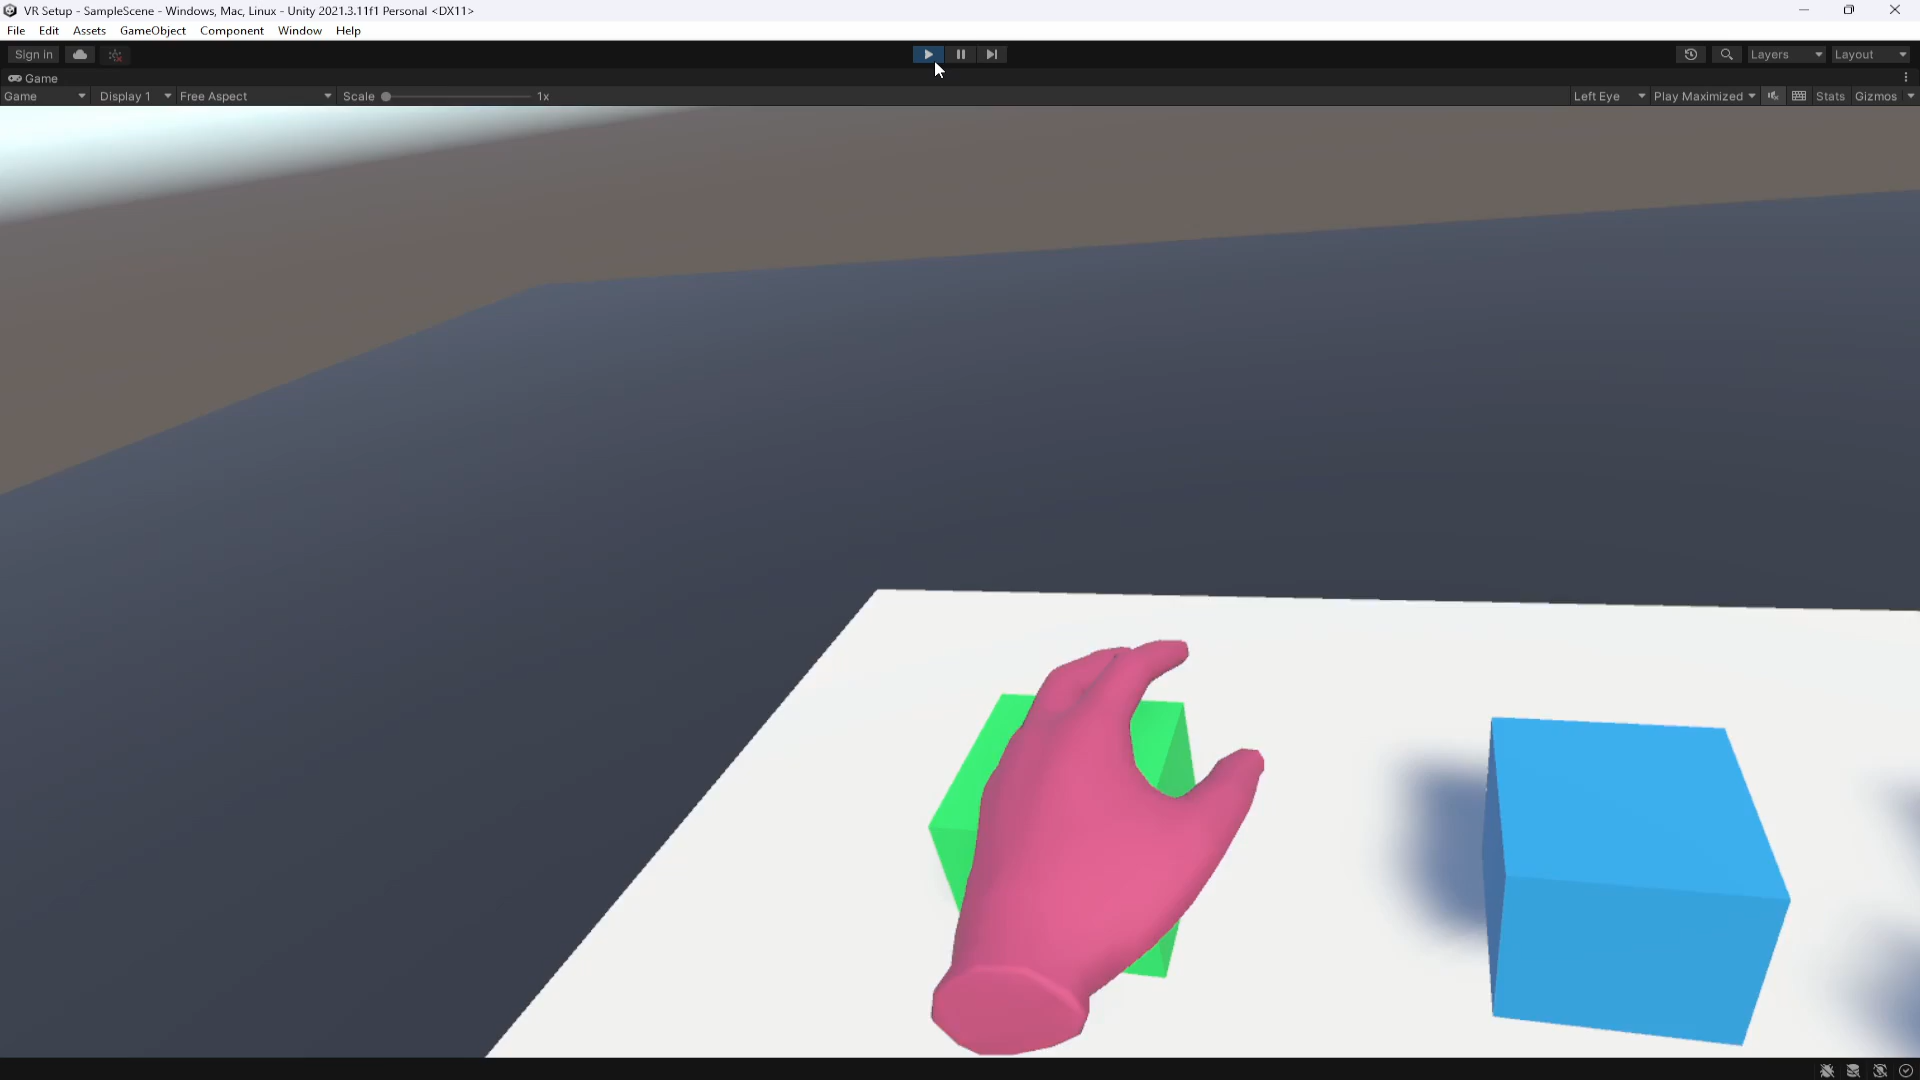 VR Setup - SampleScene - Windows, Mac, Linux - Unity 2021.3.11f1 Personal <DX11>
File Edit Assets GameObject Component Window Help
Sign in Layers Layout
Game
Game Display 1 Free Aspect Scale 1x Left Eye Play Maximized Stats Gizmos